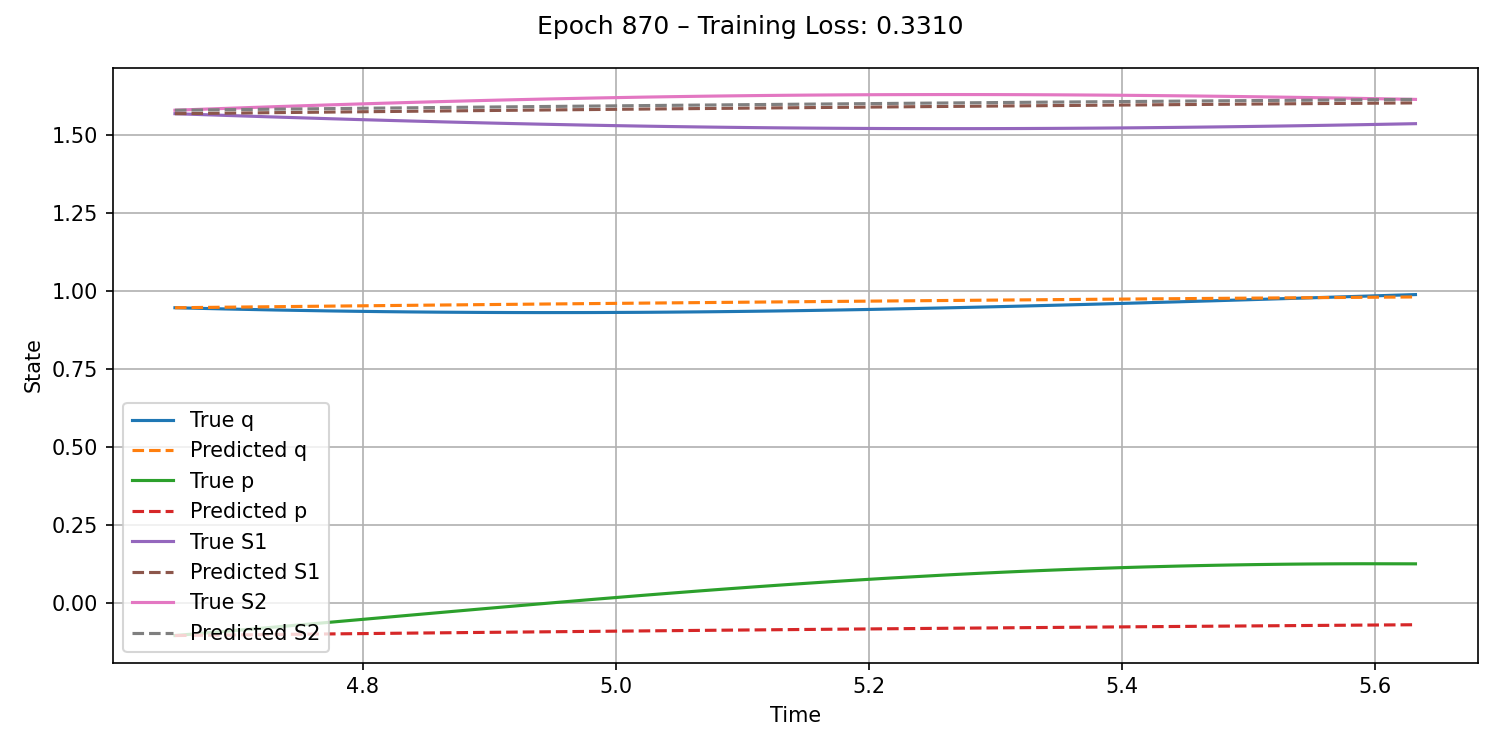 Epoch 870 – Training Loss: 0.3310
1.50
1.25
1.00
0.75
0.50
0.25
0.00
State
True q
Predicted q
True p
Predicted p
True S1
Predicted S1
True S2
Predicted S2
4.8 5.0 5.2 5.4 5.6
Time